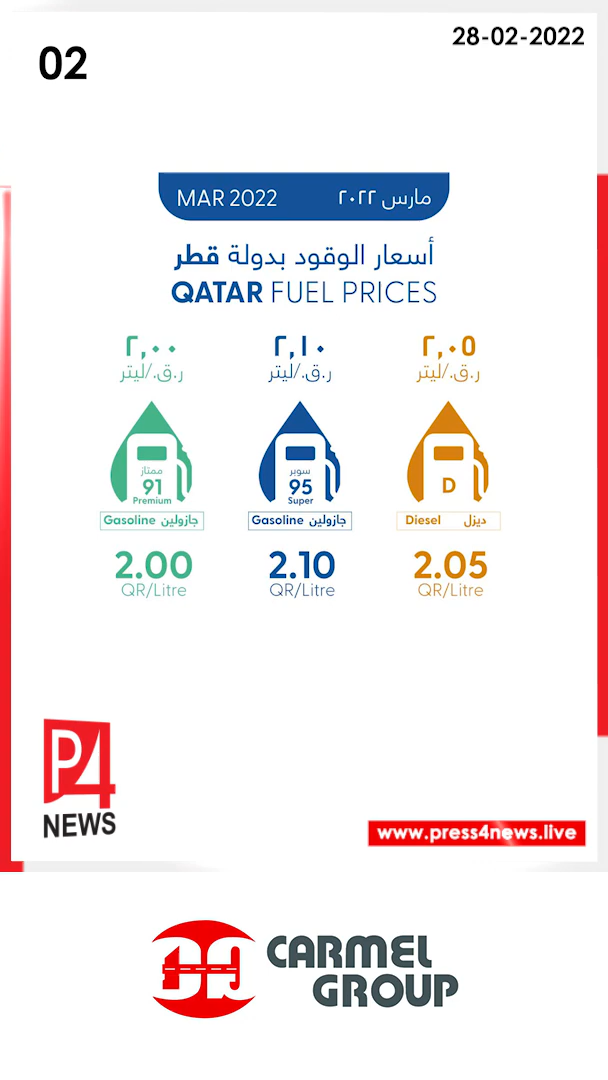 28-02-2022
02
MAR 2022 مارس ٢٠٢٢
أسعار الوقود بدولة قطر
QATAR FUEL PRICES
٢,٠٠ ٢,١٠ ٢,٠٥
ر.ق./ليتر ر.ق./ليتر ر.ق./ليتر
ممتاز سوبر
91 95 D
Premium Super
Gasoline جازولين Gasoline جازولين Diesel ديزل
2.00 2.10 2.05
QR/Litre QR/Litre QR/Litre
P4
NEWS
www.press4news.live
CARMEL
GROUP